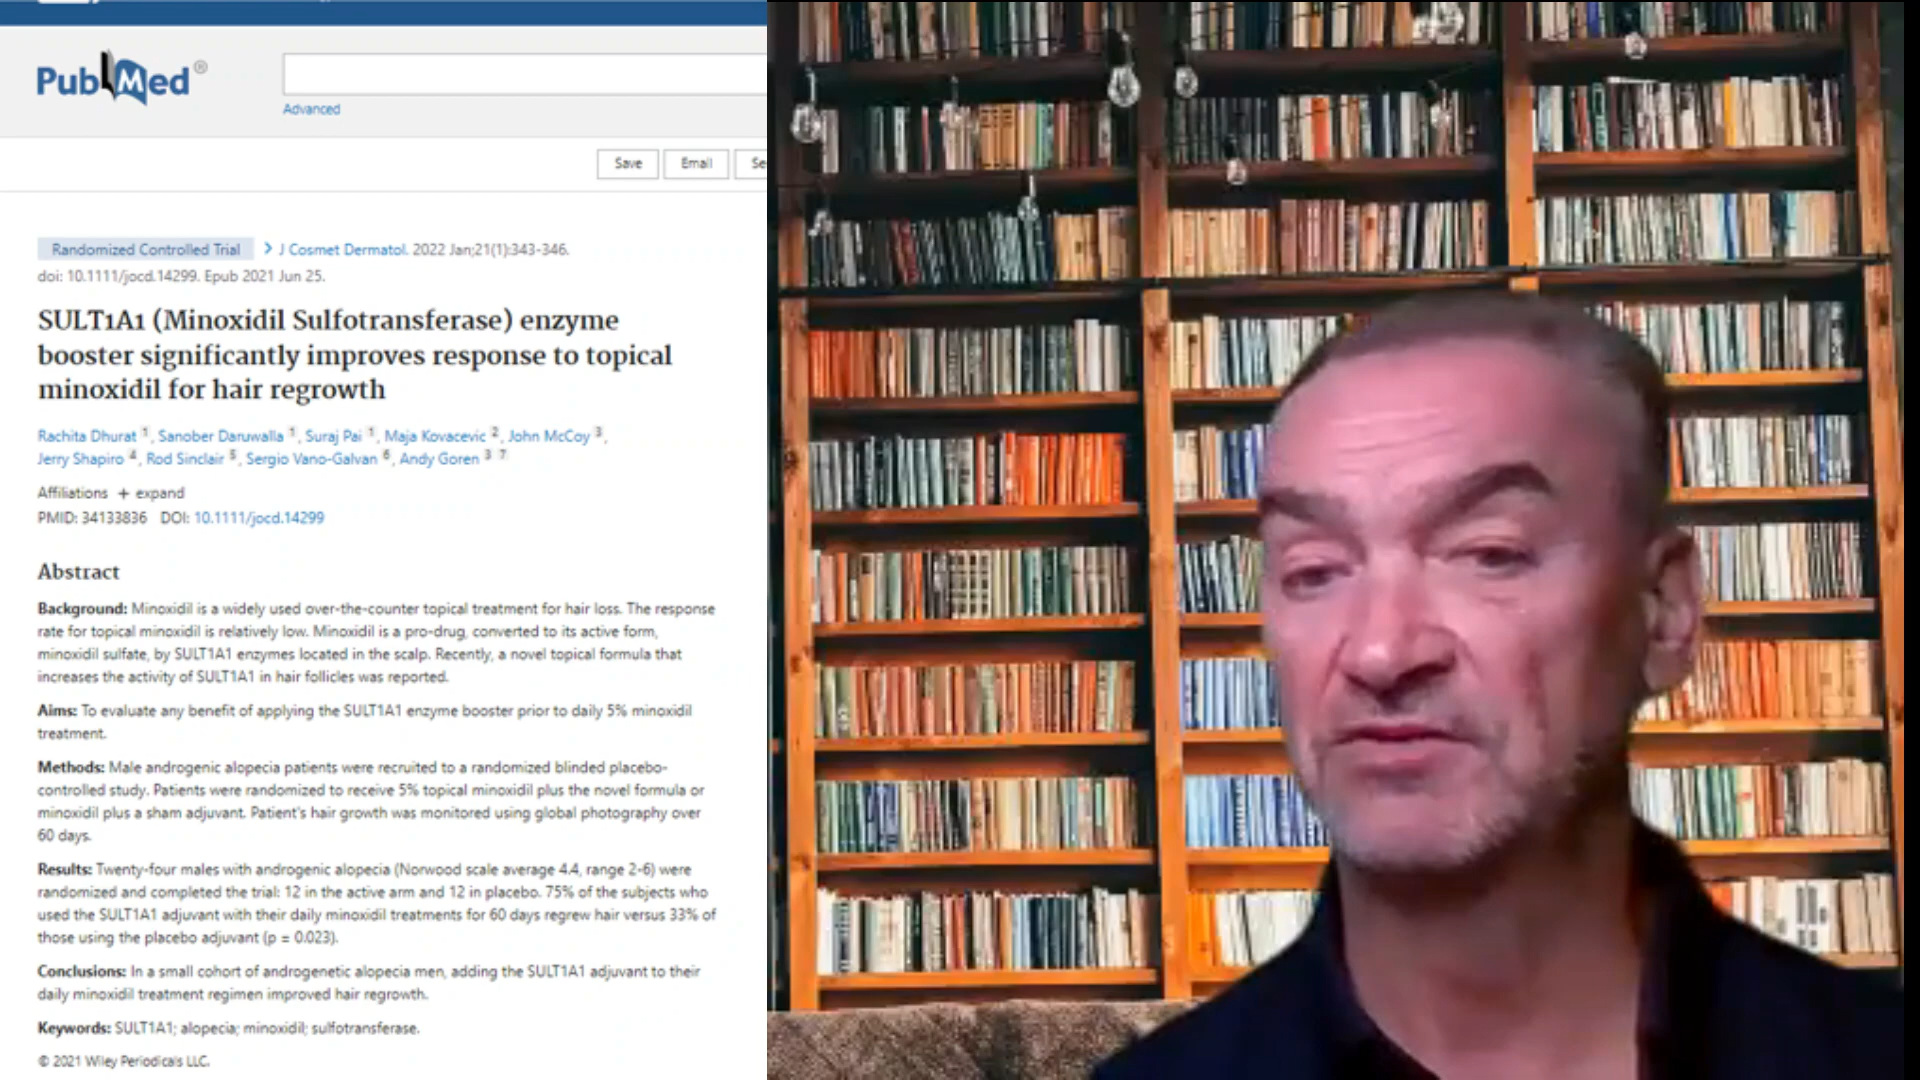 PubMed®
Advanced
Save
Email
Se
Randomized Controlled Trial > J Cosmet Dermatol. 2022 Jan;21(1):343-346.
doi: 10.1111/jocd.14299. Epub 2021 Jun 25.
SULT1A1 (Minoxidil Sulfotransferase) enzyme
booster significantly improves response to topical
minoxidil for hair regrowth
Rachita Dhurat 1, Sanober Daruwalla 1, Suraj Pai 1, Maja Kovacevic 2, John McCoy 3,
Jerry Shapiro 4, Rod Sinclair 5, Sergio Vano-Galvan 6, Andy Goren 3 7
Affiliations + expand
PMID: 34133836 DOI: 10.1111/jocd.14299
Abstract
Background: Minoxidil is a widely used over-the-counter topical treatment for hair loss. The response
rate for topical minoxidil is relatively low. Minoxidil is a pro-drug, converted to its active form,
minoxidil sulfate, by SULT1A1 enzymes located in the scalp. Recently, a novel topical formula that
increases the activity of SULT1A1 in hair follicles was reported.
Aims: To evaluate any benefit of applying the SULT1A1 enzyme booster prior to daily 5% minoxidil
treatment.
Methods: Male androgenic alopecia patients were recruited to a randomized blinded placebo-
controlled study. Patients were randomized to receive 5% topical minoxidil plus the novel formula or
minoxidil plus a sham adjuvant. Patient's hair growth was monitored using global photography over
60 days.
Results: Twenty-four males with androgenic alopecia (Norwood scale average 4.4, range 2-6) were
randomized and completed the trial: 12 in the active arm and 12 in placebo. 75% of the subjects who
used the SULT1A1 adjuvant with their daily minoxidil treatments for 60 days regrew hair versus 33% of
those using the placebo adjuvant (p = 0.023).
Conclusions: In a small cohort of androgenetic alopecia men, adding the SULT1A1 adjuvant to their
daily minoxidil treatment regimen improved hair regrowth.
Keywords: SULT1A1; alopecia; minoxidil; sulfotransferase.
© 2021 Wiley Periodicals LLC.